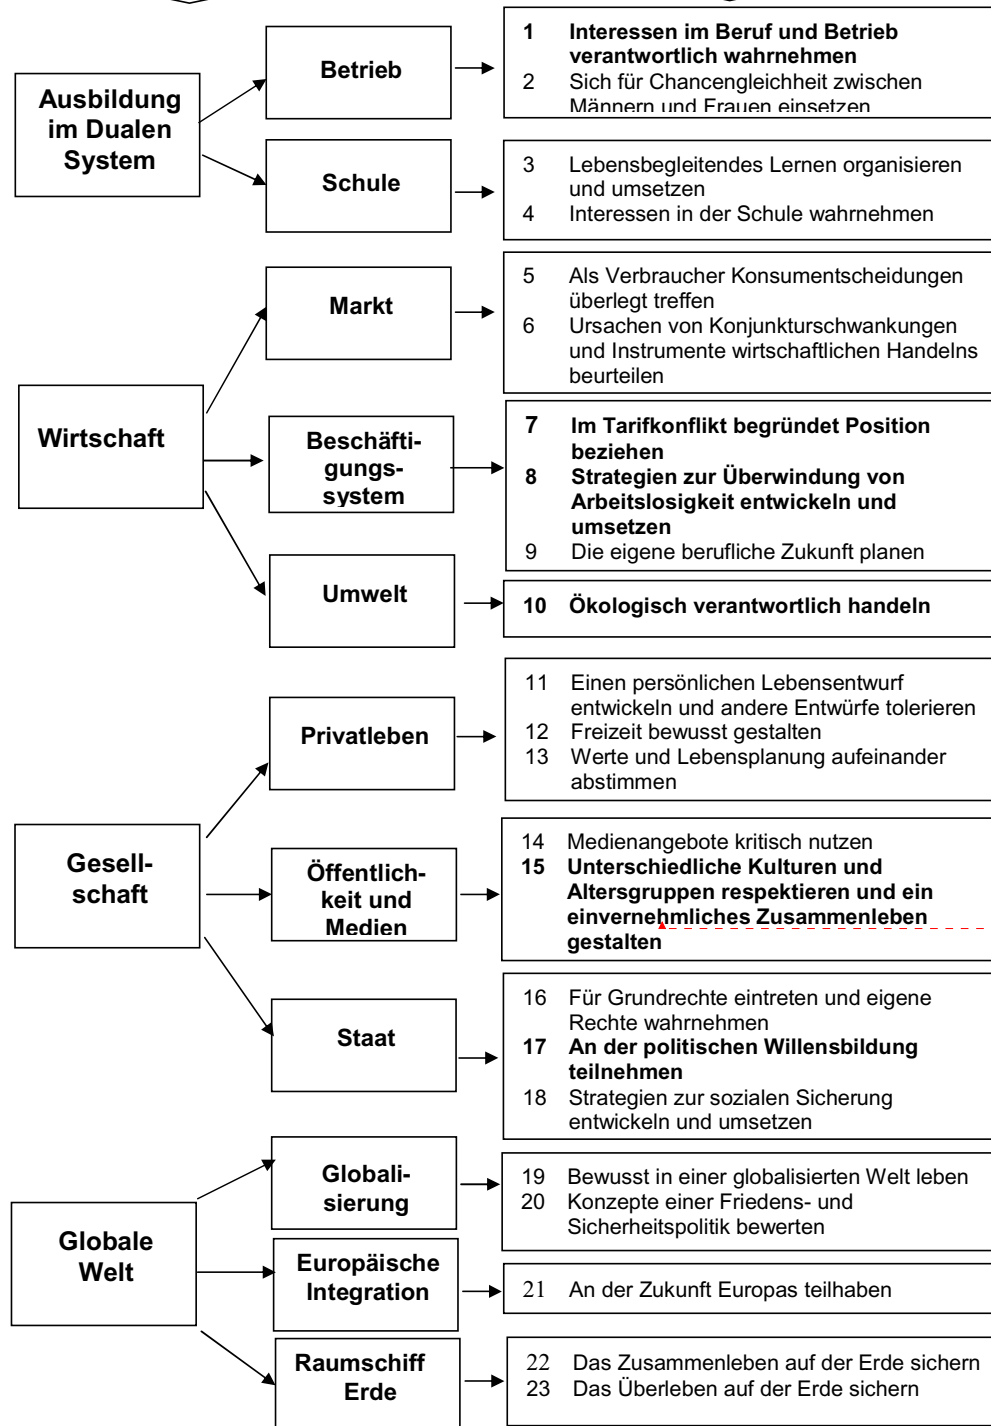 Ausbildung
im Dualen
System
Betrieb
1 Interessen im Beruf und Betrieb
verantwortlich wahrnehmen
2 Sich für Chancengleichheit zwischen
Männern und Frauen einsetzen
Schule
3 Lebensbegleitendes Lernen organisieren
und umsetzen
4 Interessen in der Schule wahrnehmen
Wirtschaft
Markt
5 Als Verbraucher Konsumentscheidungen
überlegt treffen
6 Ursachen von Konjunkturschwankungen
und Instrumente wirtschaftlichen Handelns
beurteilen
Beschäfti-
gungs-
system
7 Im Tarifkonflikt begründet Position
beziehen
8 Strategien zur Überwindung von
Arbeitslosigkeit entwickeln und
umsetzen
9 Die eigene berufliche Zukunft planen
Umwelt
10 Ökologisch verantwortlich handeln
Gesell-
schaft
Privatleben
11 Einen persönlichen Lebensentwurf
entwickeln und andere Entwürfe tolerieren
12 Freizeit bewusst gestalten
13 Werte und Lebensplanung aufeinander
abstimmen
Öffentlich-
keit und
Medien
14 Medienangebote kritisch nutzen
15 Unterschiedliche Kulturen und
Altersgruppen respektieren und ein
einvernehmliches Zusammenleben
gestalten
Staat
16 Für Grundrechte eintreten und eigene
Rechte wahrnehmen
17 An der politischen Willensbildung
teilnehmen
18 Strategien zur sozialen Sicherung
entwickeln und umsetzen
Globale
Welt
Globali-
sierung
19 Bewusst in einer globalisierten Welt leben
20 Konzepte einer Friedens- und
Sicherheitspolitik bewerten
Europäische
Integration
21 An der Zukunft Europas teilhaben
Raumschiff
Erde
22 Das Zusammenleben auf der Erde sichern
23 Das Überleben auf der Erde sichern